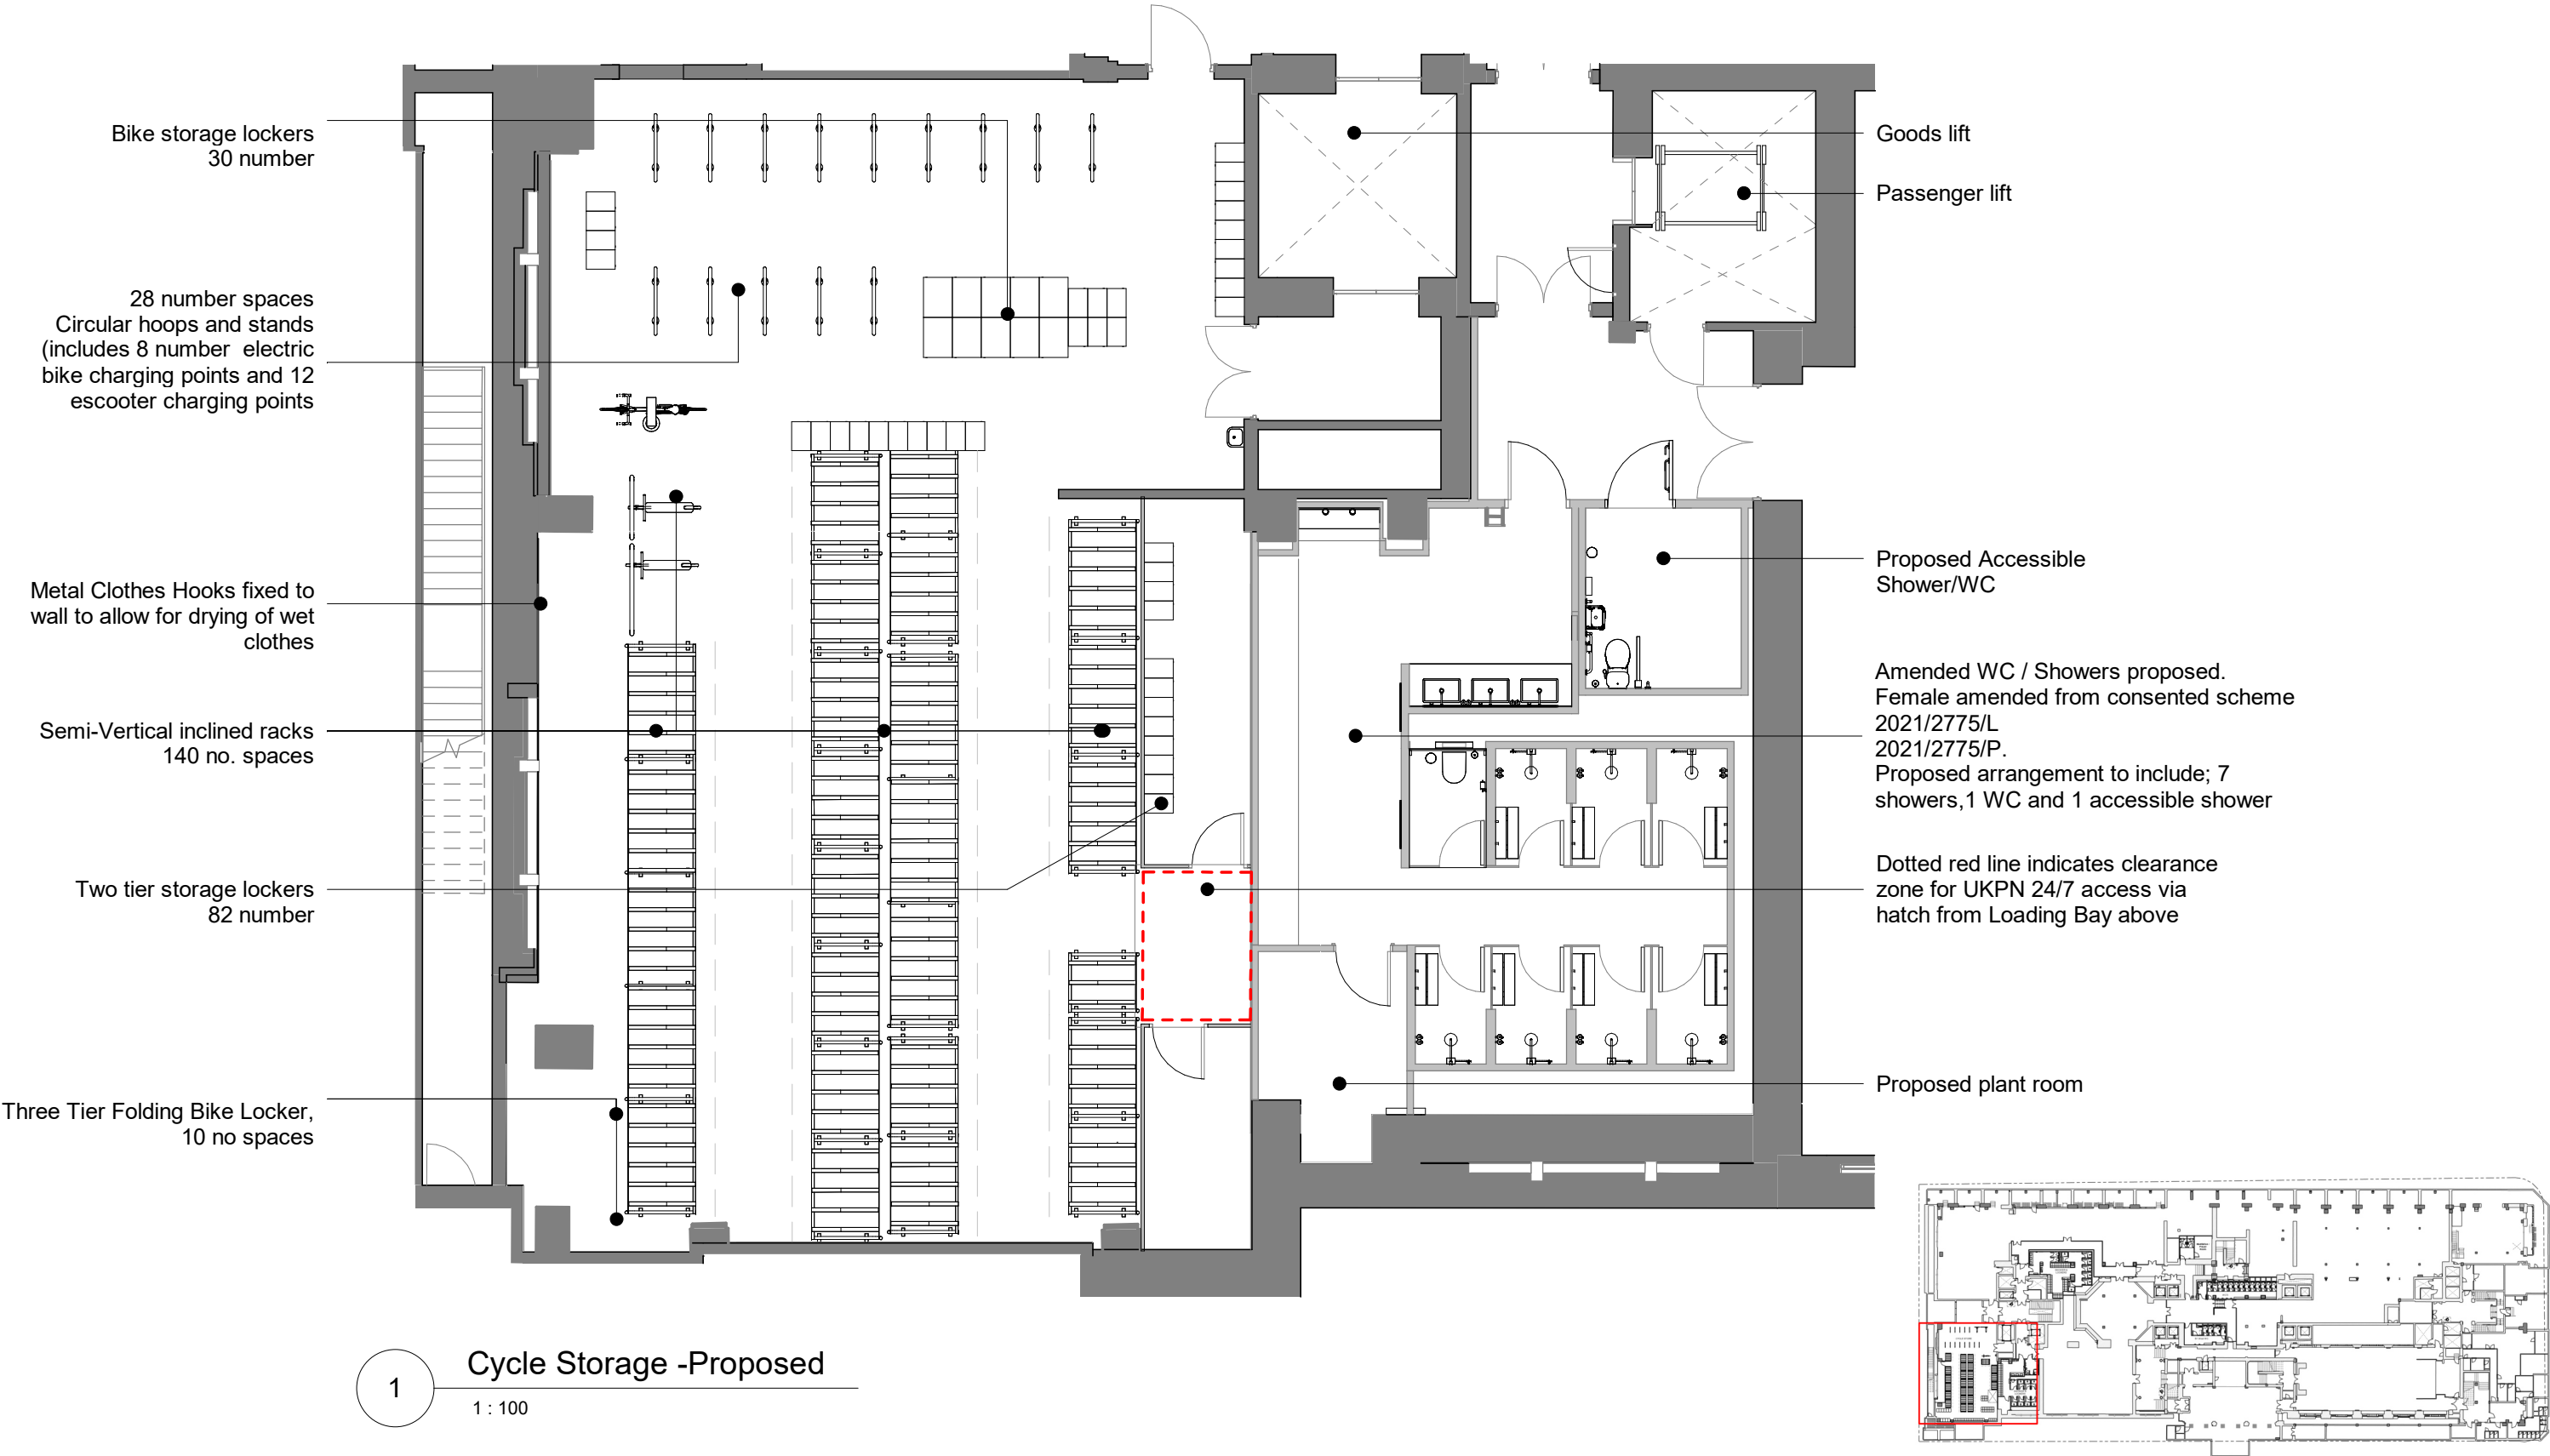 Bike storage lockers
30 number
28 number spaces
Circular hoops and stands
(includes 8 number  electric
bike charging points and 12
escooter charging points
Metal Clothes Hooks fixed to
wall to allow for drying of wet
clothes
Semi-Vertical inclined racks
140 no. spaces
Two tier storage lockers
82 number
Three Tier Folding Bike Locker,
10 no spaces
Goods lift
Passenger lift
Proposed Accessible
Shower/WC
Amended WC / Showers proposed.
Female amended from consented scheme
2021/2775/L
2021/2775/P.
Proposed arrangement to include; 7
showers,1 WC and 1 accessible shower
Dotted red line indicates clearance
zone for UKPN 24/7 access via
hatch from Loading Bay above
Proposed plant room
1
Cycle Storage -Proposed
1 : 100